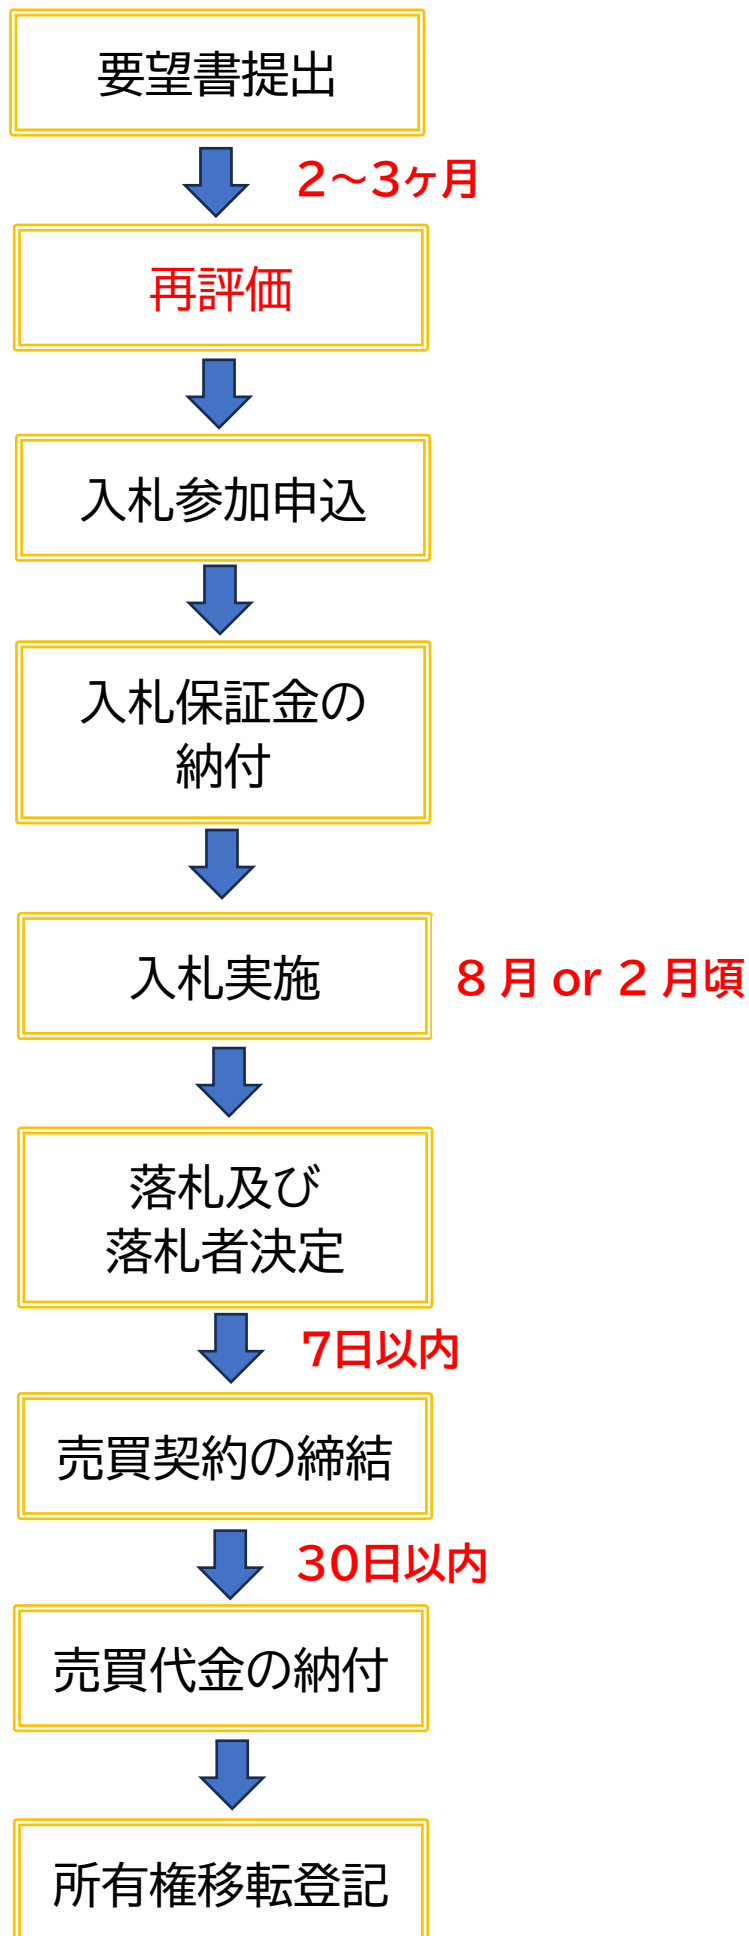 要望書提出
2～3ヶ月
再評価
入札参加申込
入札保証金の
納付
入札実施
8 月 or 2 月頃
落札及び
落札者決定
7日以内
売買契約の締結
30日以内
売買代金の納付
所有権移転登記